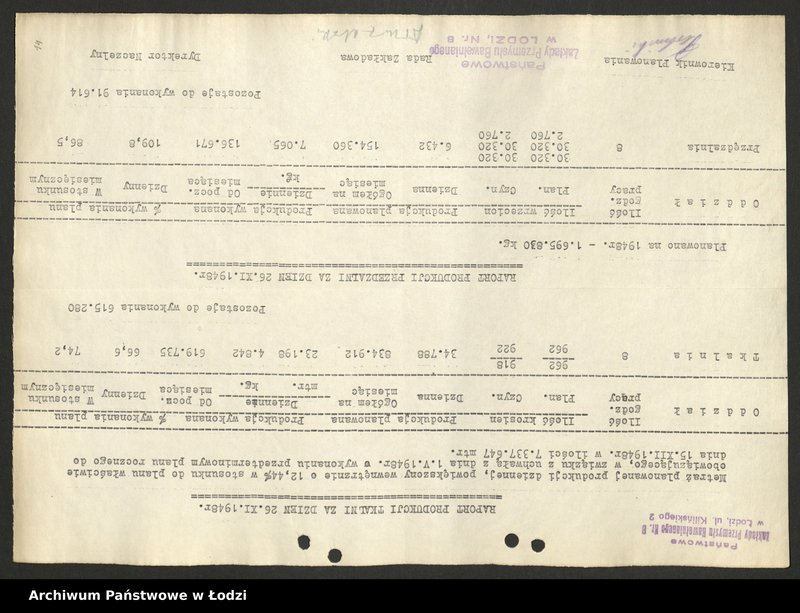 Państwowe
Zakłady Przemysłu Bawełnianego Nr. 8
w Łodzi, ul. Kilińskiego 2
RAPORT PRODUKCJI TKALNI ZA DZIEŃ 26.XI.1948r.
Metraż planowanej produkcji dziennej, powiększony wewnętrznie o 12,44% w stosunku do planu właściwie
obowiązującego, w związku z uchwałą z dnia 1.V.1948r. o wykonaniu przedterminowym planu rocznego do
dnia 15.XII.1948r. w ilości 7.337.647 mtr.
O d d z i a ł Ilość godz. pracy Ilość krosien Plan. Czyn. Produkcja planowana Dzienna Ogółem na miesiąc Produkcja wykonana Dziennie mtr. kg. Od pocz. miesiąca % wykonania planu Dzienny W stosunku miesięcznym
T k a l n i a 8 962 962 918 922 34.788 834.912 23.198 4.842 619.735 66,6 74,2
Pozostaje do wykonania 615.280
RAPORT PRODUKCJI PRZĘDZALNI ZA DZIEŃ 26.XI.1948r.
Planowano na 1948r. - 1.695.830 kg.
O d d z i a ł Ilość godz. pracy Ilość wrzecion Plan. Czyn. Produkcja planowana Dzienna Ogółem na miesiąc Produkcja wykonana Dziennie kg. Od pocz. miesiąca % wykonania planu Dzienny W stosunku miesięcznym
Przędzalnia 8 30.320 30.320
30.320 30.320 6.432 154.360 7.065 136.671 109,8 86,5
2.760 2.760
Pozostaje do wykonania 91.614
Kierownik Planowania Rada Zakładowa Dyrektor Naczelny
Państwowe
Zakłady Przemysłu Bawełnianego
W ŁODZI, Nr. 8
14
Archiwum Państwowe w Łodzi